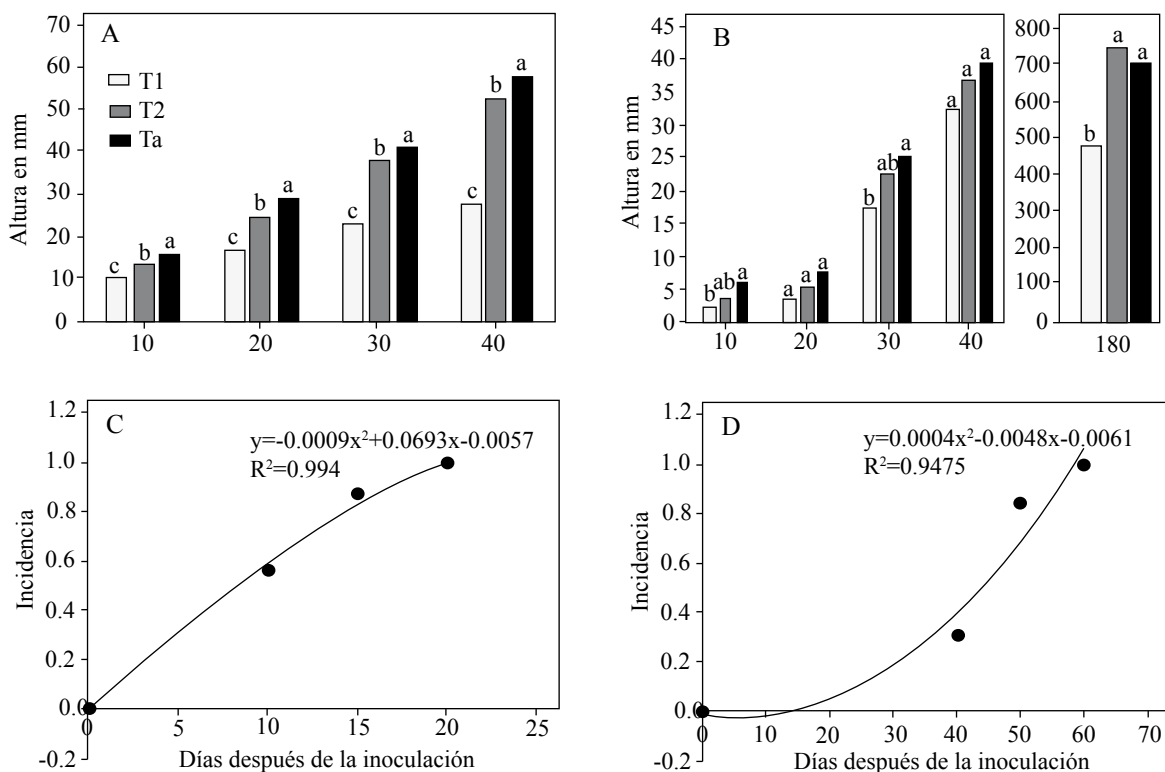 A
T1
T2
Ta
Altura en mm
70
60
50
40
30
20
10
0
c b a
c b a
c b a
c b a
10 20 30 40
B
Altura en mm
45
40
35
30
25
20
15
10
5
0
b ab a
a a a
b ab a
a a a
10 20 30 40
800
700
600
500
400
300
200
100
0
b a a
180
C
y=-0.0009x²+0.0693x-0.0057
R²=0.994
Incidencia
1.2
1.0
0.8
0.6
0.4
0.2
0.0
-0.2
0 5 10 15 20 25
Días después de la inoculación
D
y=0.0004x²-0.0048x-0.0061
R²=0.9475
Incidencia
1.2
1.0
0.8
0.6
0.4
0.2
0.0
-0.2
0 10 20 30 40 50 60 70
Días después de la inoculación